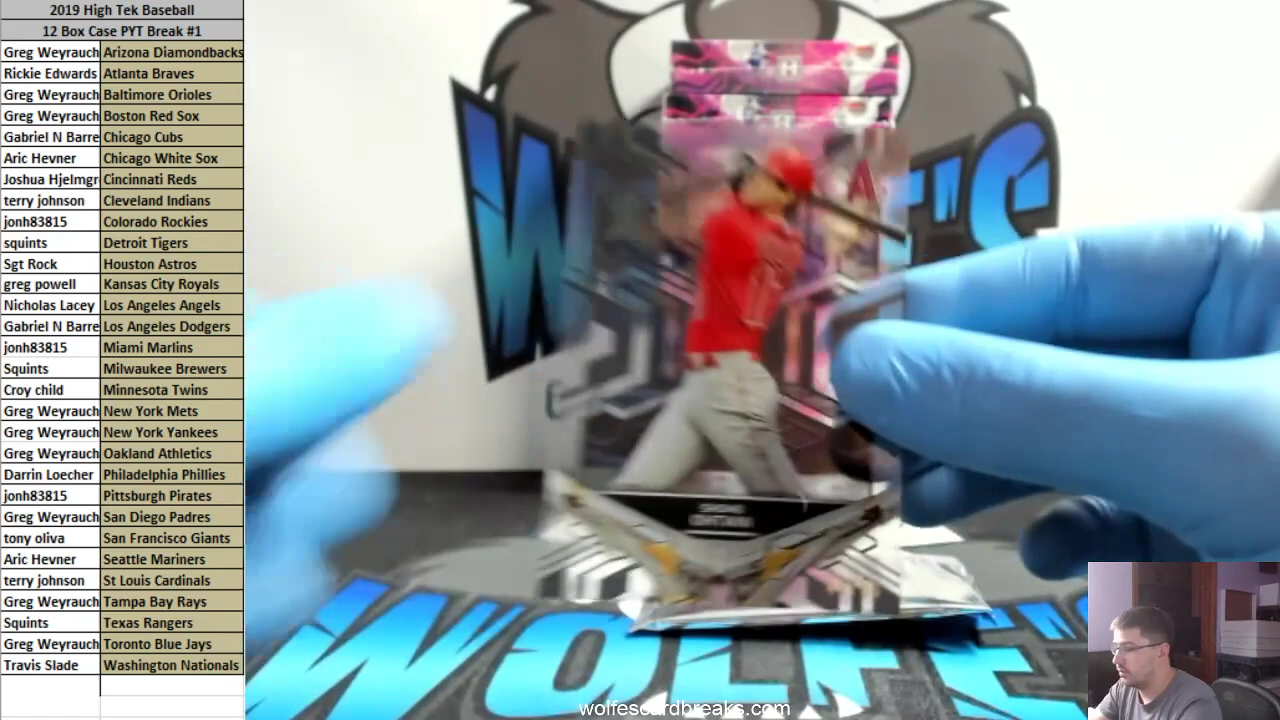 2019 High Tek Baseball
12 Box Case PYT Break #1
Greg Weyrauch Arizona Diamondbacks
Rickie Edwards Atlanta Braves
Greg Weyrauch Baltimore Orioles
Greg Weyrauch Boston Red Sox
Gabriel N Barre Chicago Cubs
Aric Hevner Chicago White Sox
Joshua Hjelmgr Cincinnati Reds
terry johnson Cleveland Indians
jonh83815 Colorado Rockies
squints Detroit Tigers
Sgt Rock Houston Astros
greg powell Kansas City Royals
Nicholas Lacey Los Angeles Angels
Gabriel N Barre Los Angeles Dodgers
jonh83815 Miami Marlins
Squints Milwaukee Brewers
Croy child Minnesota Twins
Greg Weyrauch New York Mets
Greg Weyrauch New York Yankees
Greg Weyrauch Oakland Athletics
Darrin Loecher Philadelphia Phillies
jonh83815 Pittsburgh Pirates
Greg Weyrauch San Diego Padres
tony oliva San Francisco Giants
Aric Hevner Seattle Mariners
terry johnson St Louis Cardinals
Greg Weyrauch Tampa Bay Rays
Squints Texas Rangers
Greg Weyrauch Toronto Blue Jays
Travis Slade Washington Nationals
W FE'S
WOLFE'S
wolfescardbreaks.com